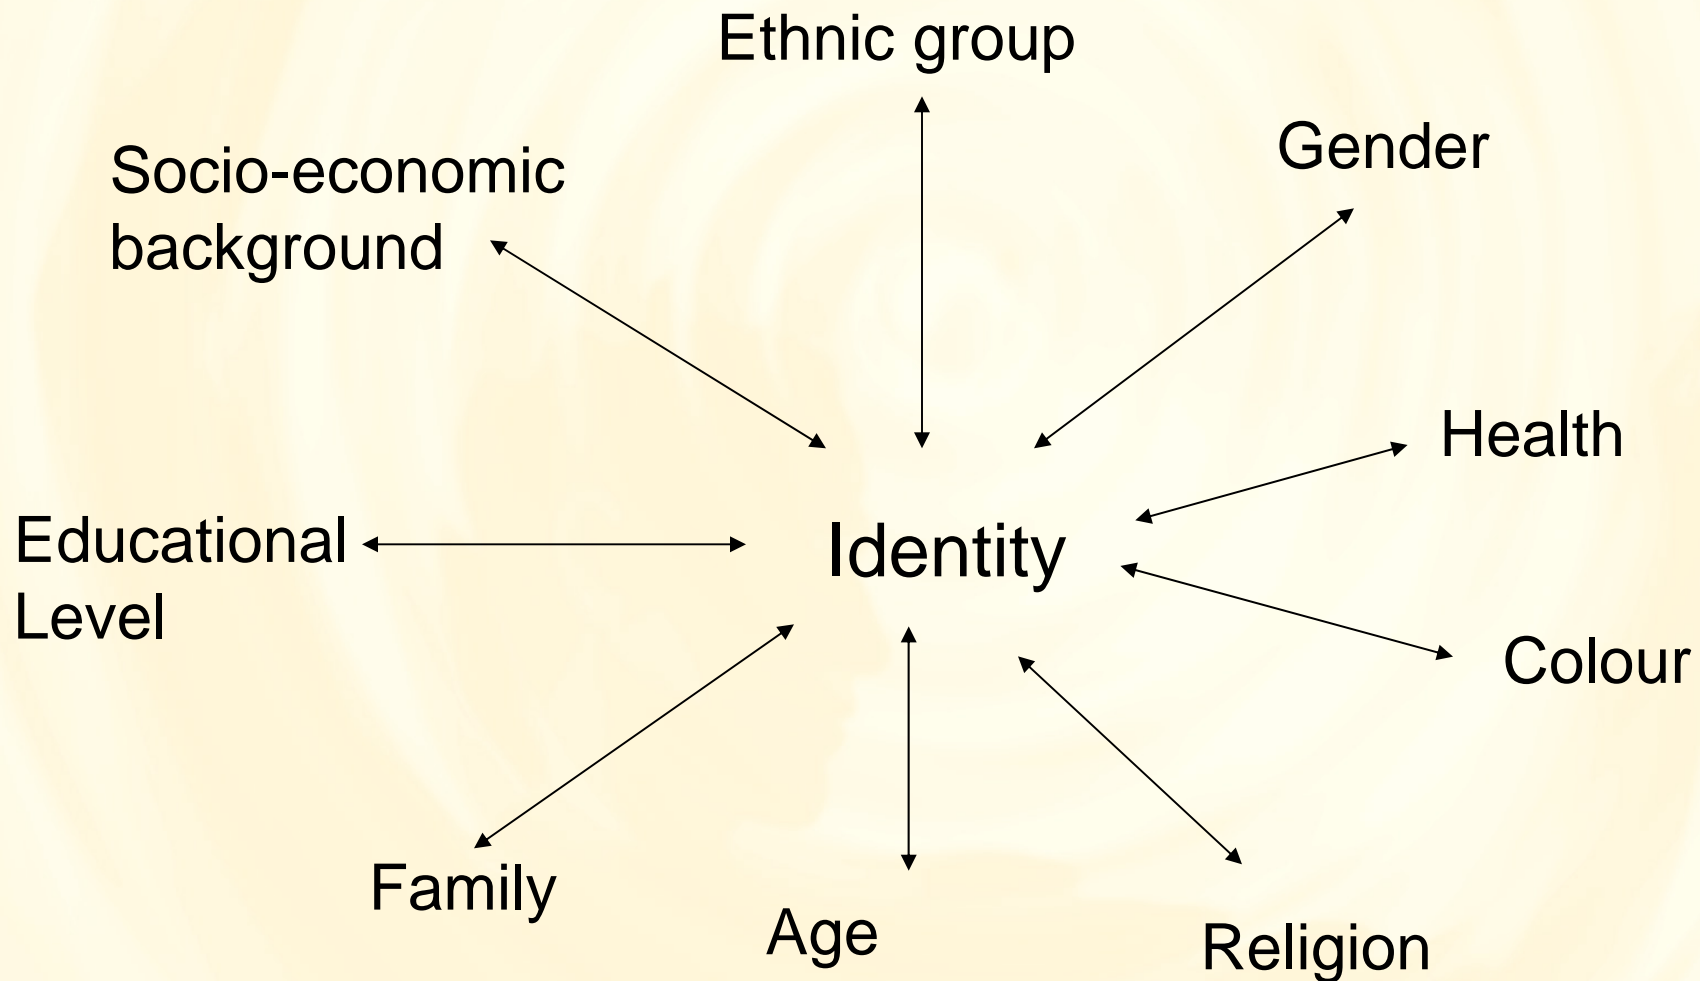 Ethnic group
Gender
Socio-economic
background
Health
Educational
Level
Identity
Colour
Family
Age
Religion